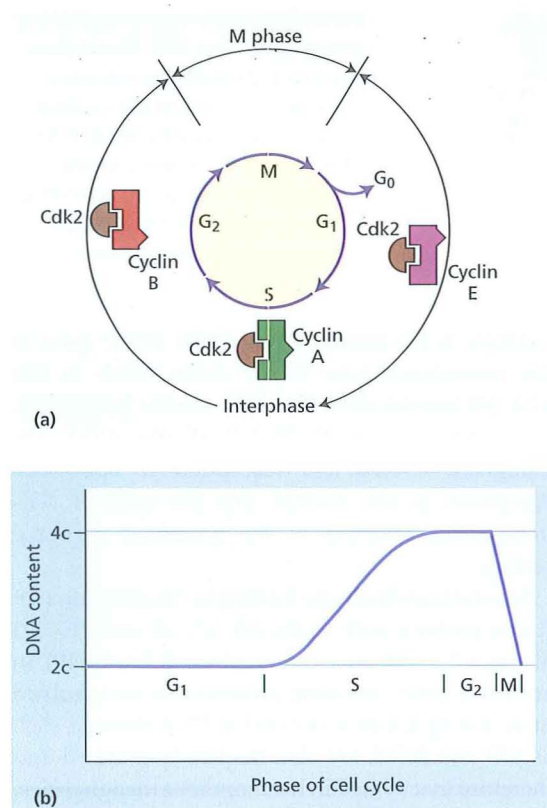 M phase
M
G0
G2
G1
S
Cdk2
Cyclin
B
Cdk2
Cyclin
E
Cdk2
Cyclin
A
Interphase
(a)
4c
2c
DNA content
G1
S
G2
M
Phase of cell cycle
(b)